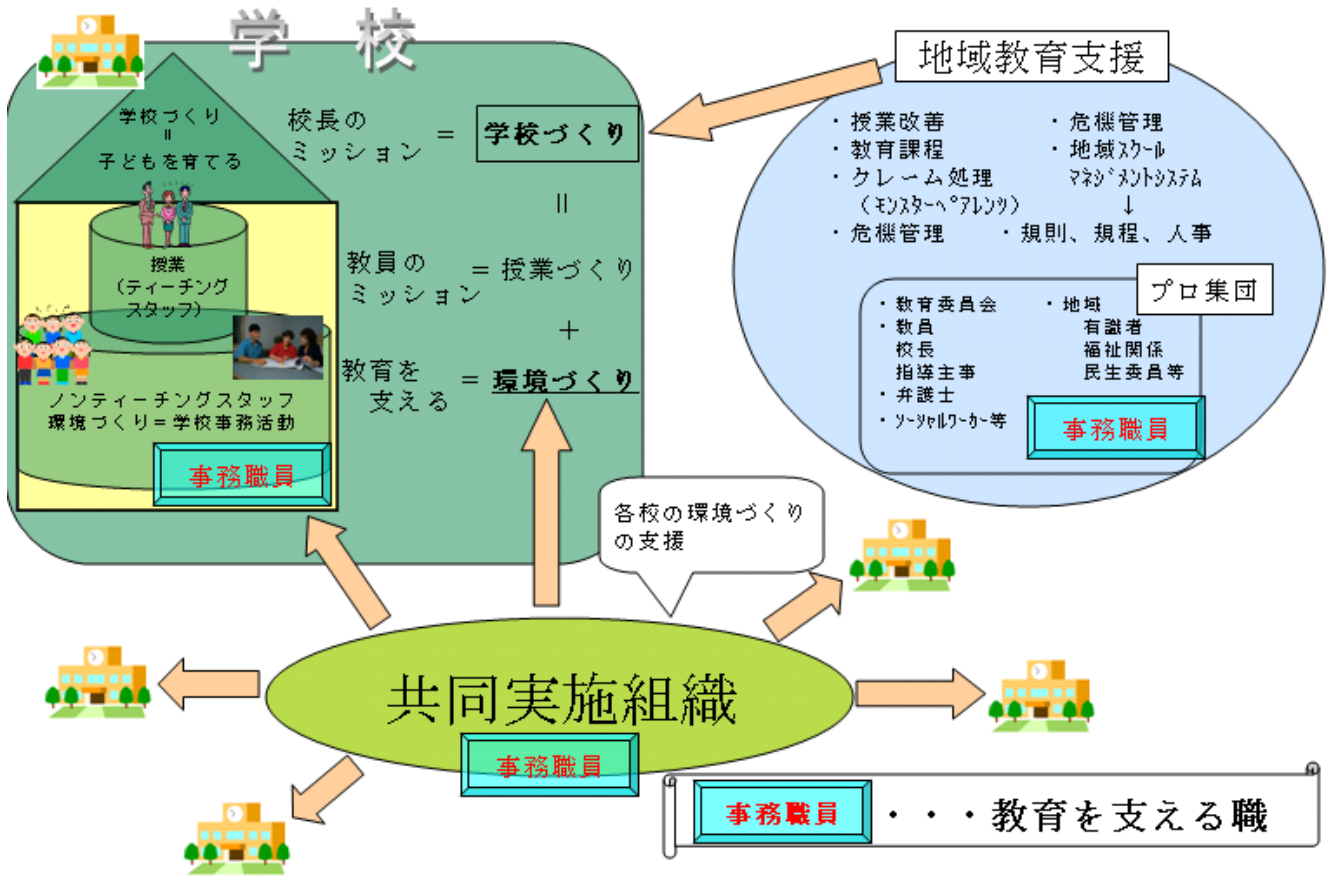 学 校
学校づくり
=
子どもを育てる
授業
(ティーチング
スタッフ)
ノンティーチングスタッフ
環境づくり=学校事務活動
事務職員
校長の
ミッション
=
学校づくり
=
教員の
ミッション
=授業づくり
+
教育を
支える
=環境づくり
地域教育支援
・授業改善
・教育課程
・クレーム処理
(モンスターペアレンツ)
・危機管理
・危機管理
・地域スクール
マネジメントシステム
↓
・規則、規程、人事
プロ集団
・教育委員会
・教員
校長
指導主事
・弁護士
・ソーシャルワーカー等
・地域
有識者
福祉関係
民生委員等
事務職員
各校の環境づくり
の支援
共同実施組織
事務職員
事務職員・・・教育を支える職